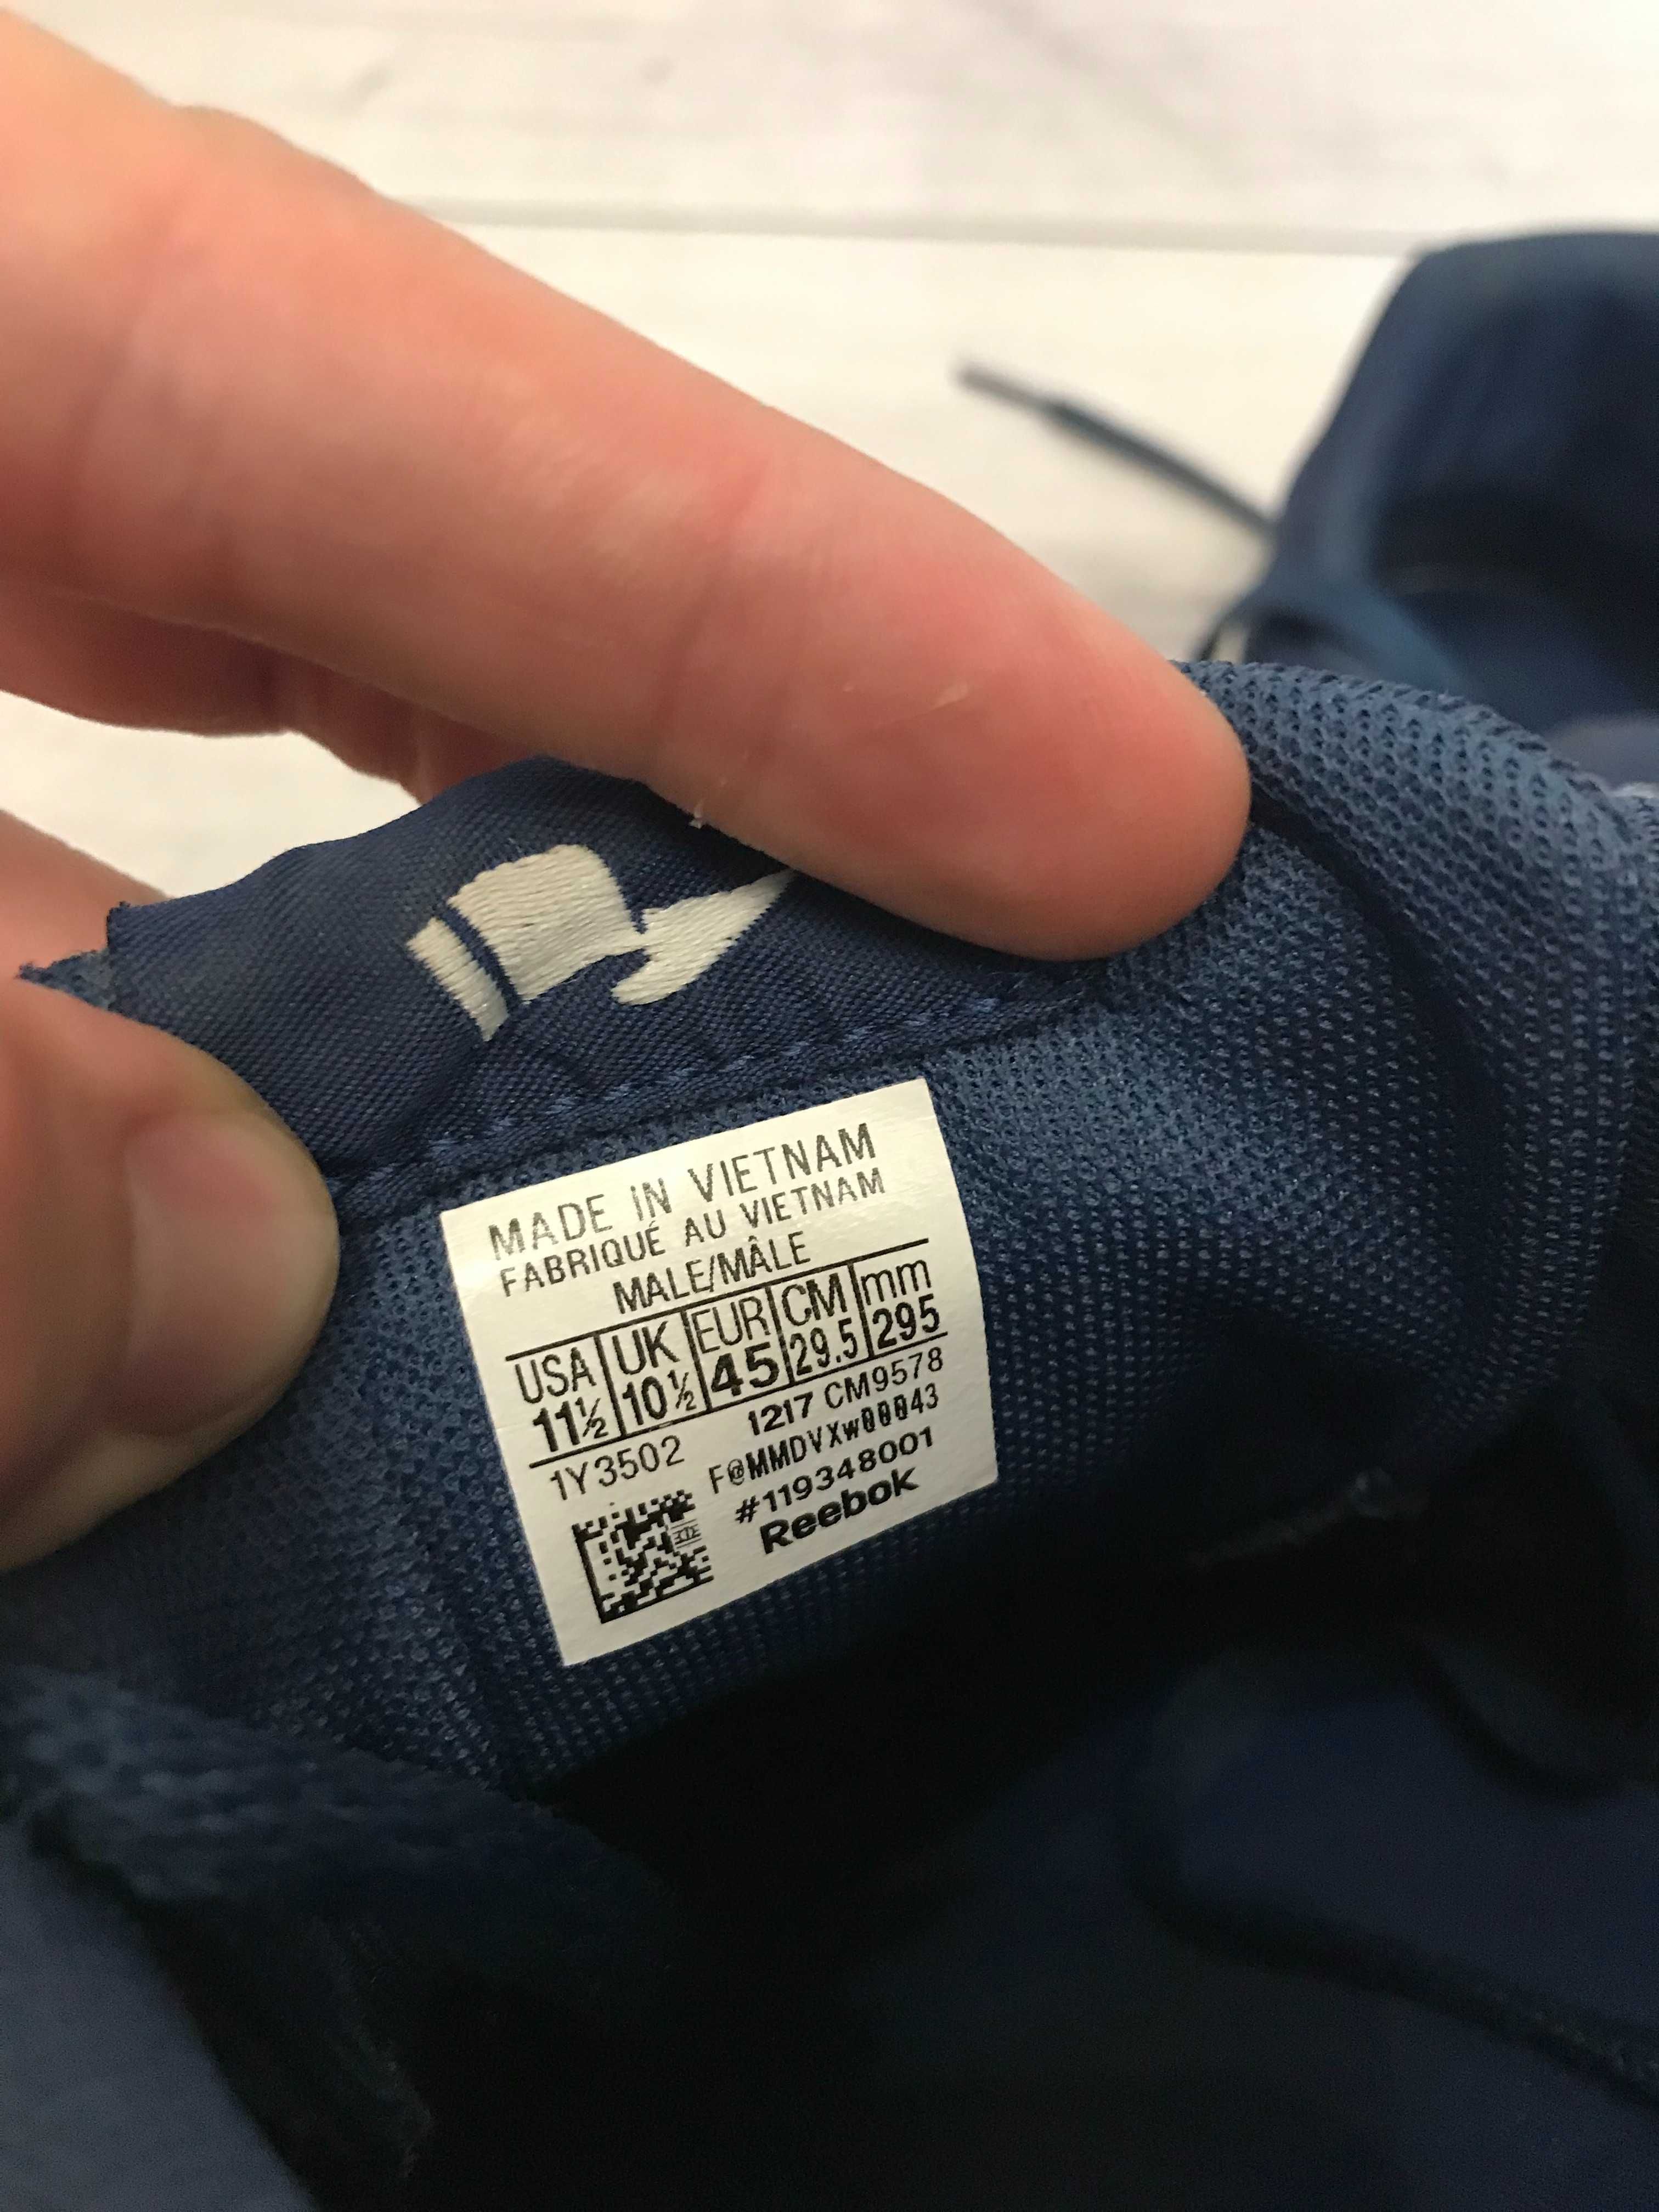 MADE IN VIETNAM
FABRIQUÉ AU VIETNAM
MALE/MÂLE
USA UK EUR CM mm
11½ 10½ 45 29.5 295
1Y3502 1217 CM9578
F@MMDVXw00043
#119348001
Reebok